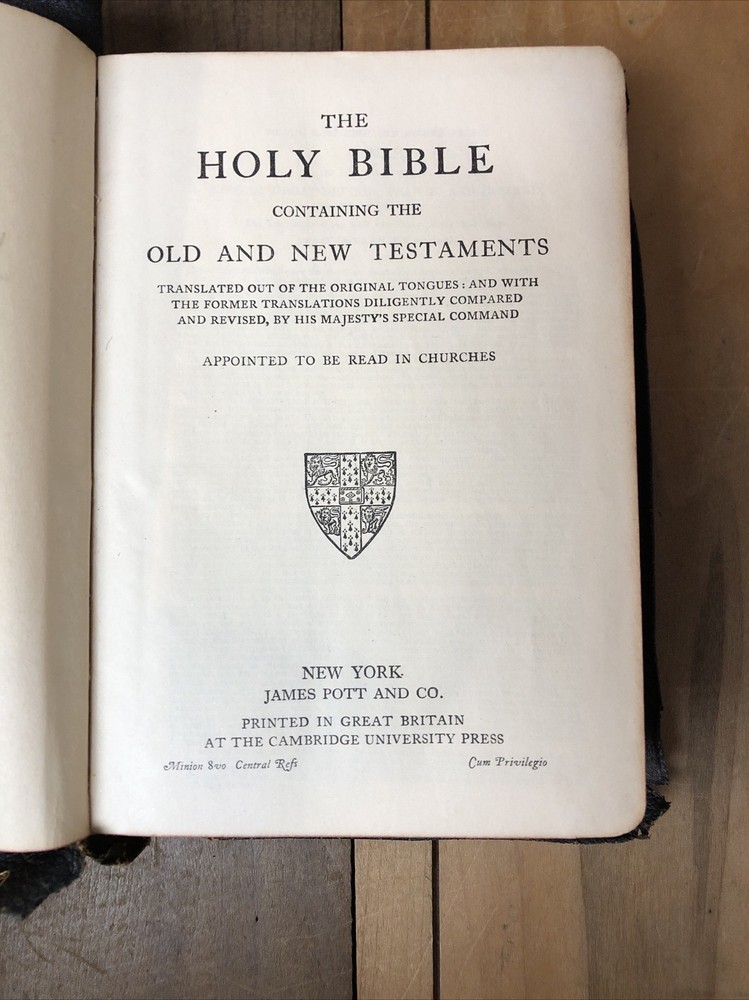 THE
HOLY BIBLE
CONTAINING THE
OLD AND NEW TESTAMENTS
TRANSLATED OUT OF THE ORIGINAL TONGUES : AND WITH
THE FORMER TRANSLATIONS DILIGENTLY COMPARED
AND REVISED, BY HIS MAJESTY'S SPECIAL COMMAND
APPOINTED TO BE READ IN CHURCHES
NEW YORK
JAMES POTT AND CO.
PRINTED IN GREAT BRITAIN
AT THE CAMBRIDGE UNIVERSITY PRESS
Minion 8vo Central Refs Cum Privilegio